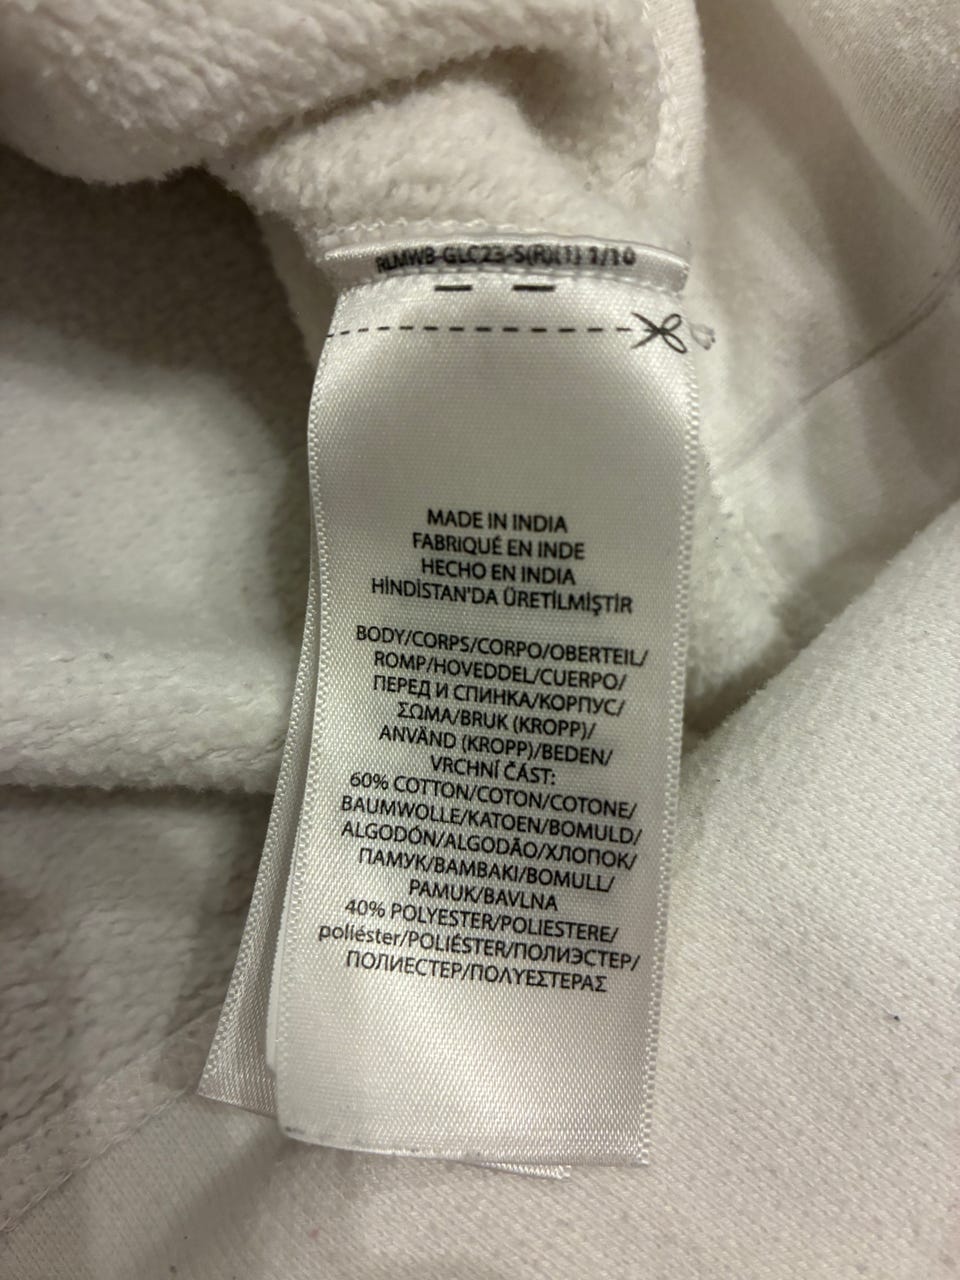 RLMWB-GLC23-S(R)(1) 1/10
MADE IN INDIA
FABRIQUÉ EN INDE
HECHO EN INDIA
HİNDİSTAN'DA ÜRETİLMİŞTİR
BODY/CORPS/CORPO/OBERTEIL/
ROMP/HOVEDDEL/CUERPO/
ПЕРЕД И СПИНКА/КОРПУС/
ΣΩΜΑ/BRUK (KROPP)/
ANVÄND (KROPP)/BEDEN/
VRCHNÍ ČÁST:
60% COTTON/COTON/COTONE/
BAUMWOLLE/KATOEN/BOMULD/
ALGODÓN/ALGODÃO/ХЛОПОК/
ПАМУК/ΒΑΜΒΑΚΙ/BOMULL/
PAMUK/BAVLNA
40% POLYESTER/POLIESTERE/
poliéster/POLIÉSTER/ПОЛИЭСТЕР/
ПОЛИЕСТЕР/ΠΟΛΥΕΣΤΕΡΑΣ